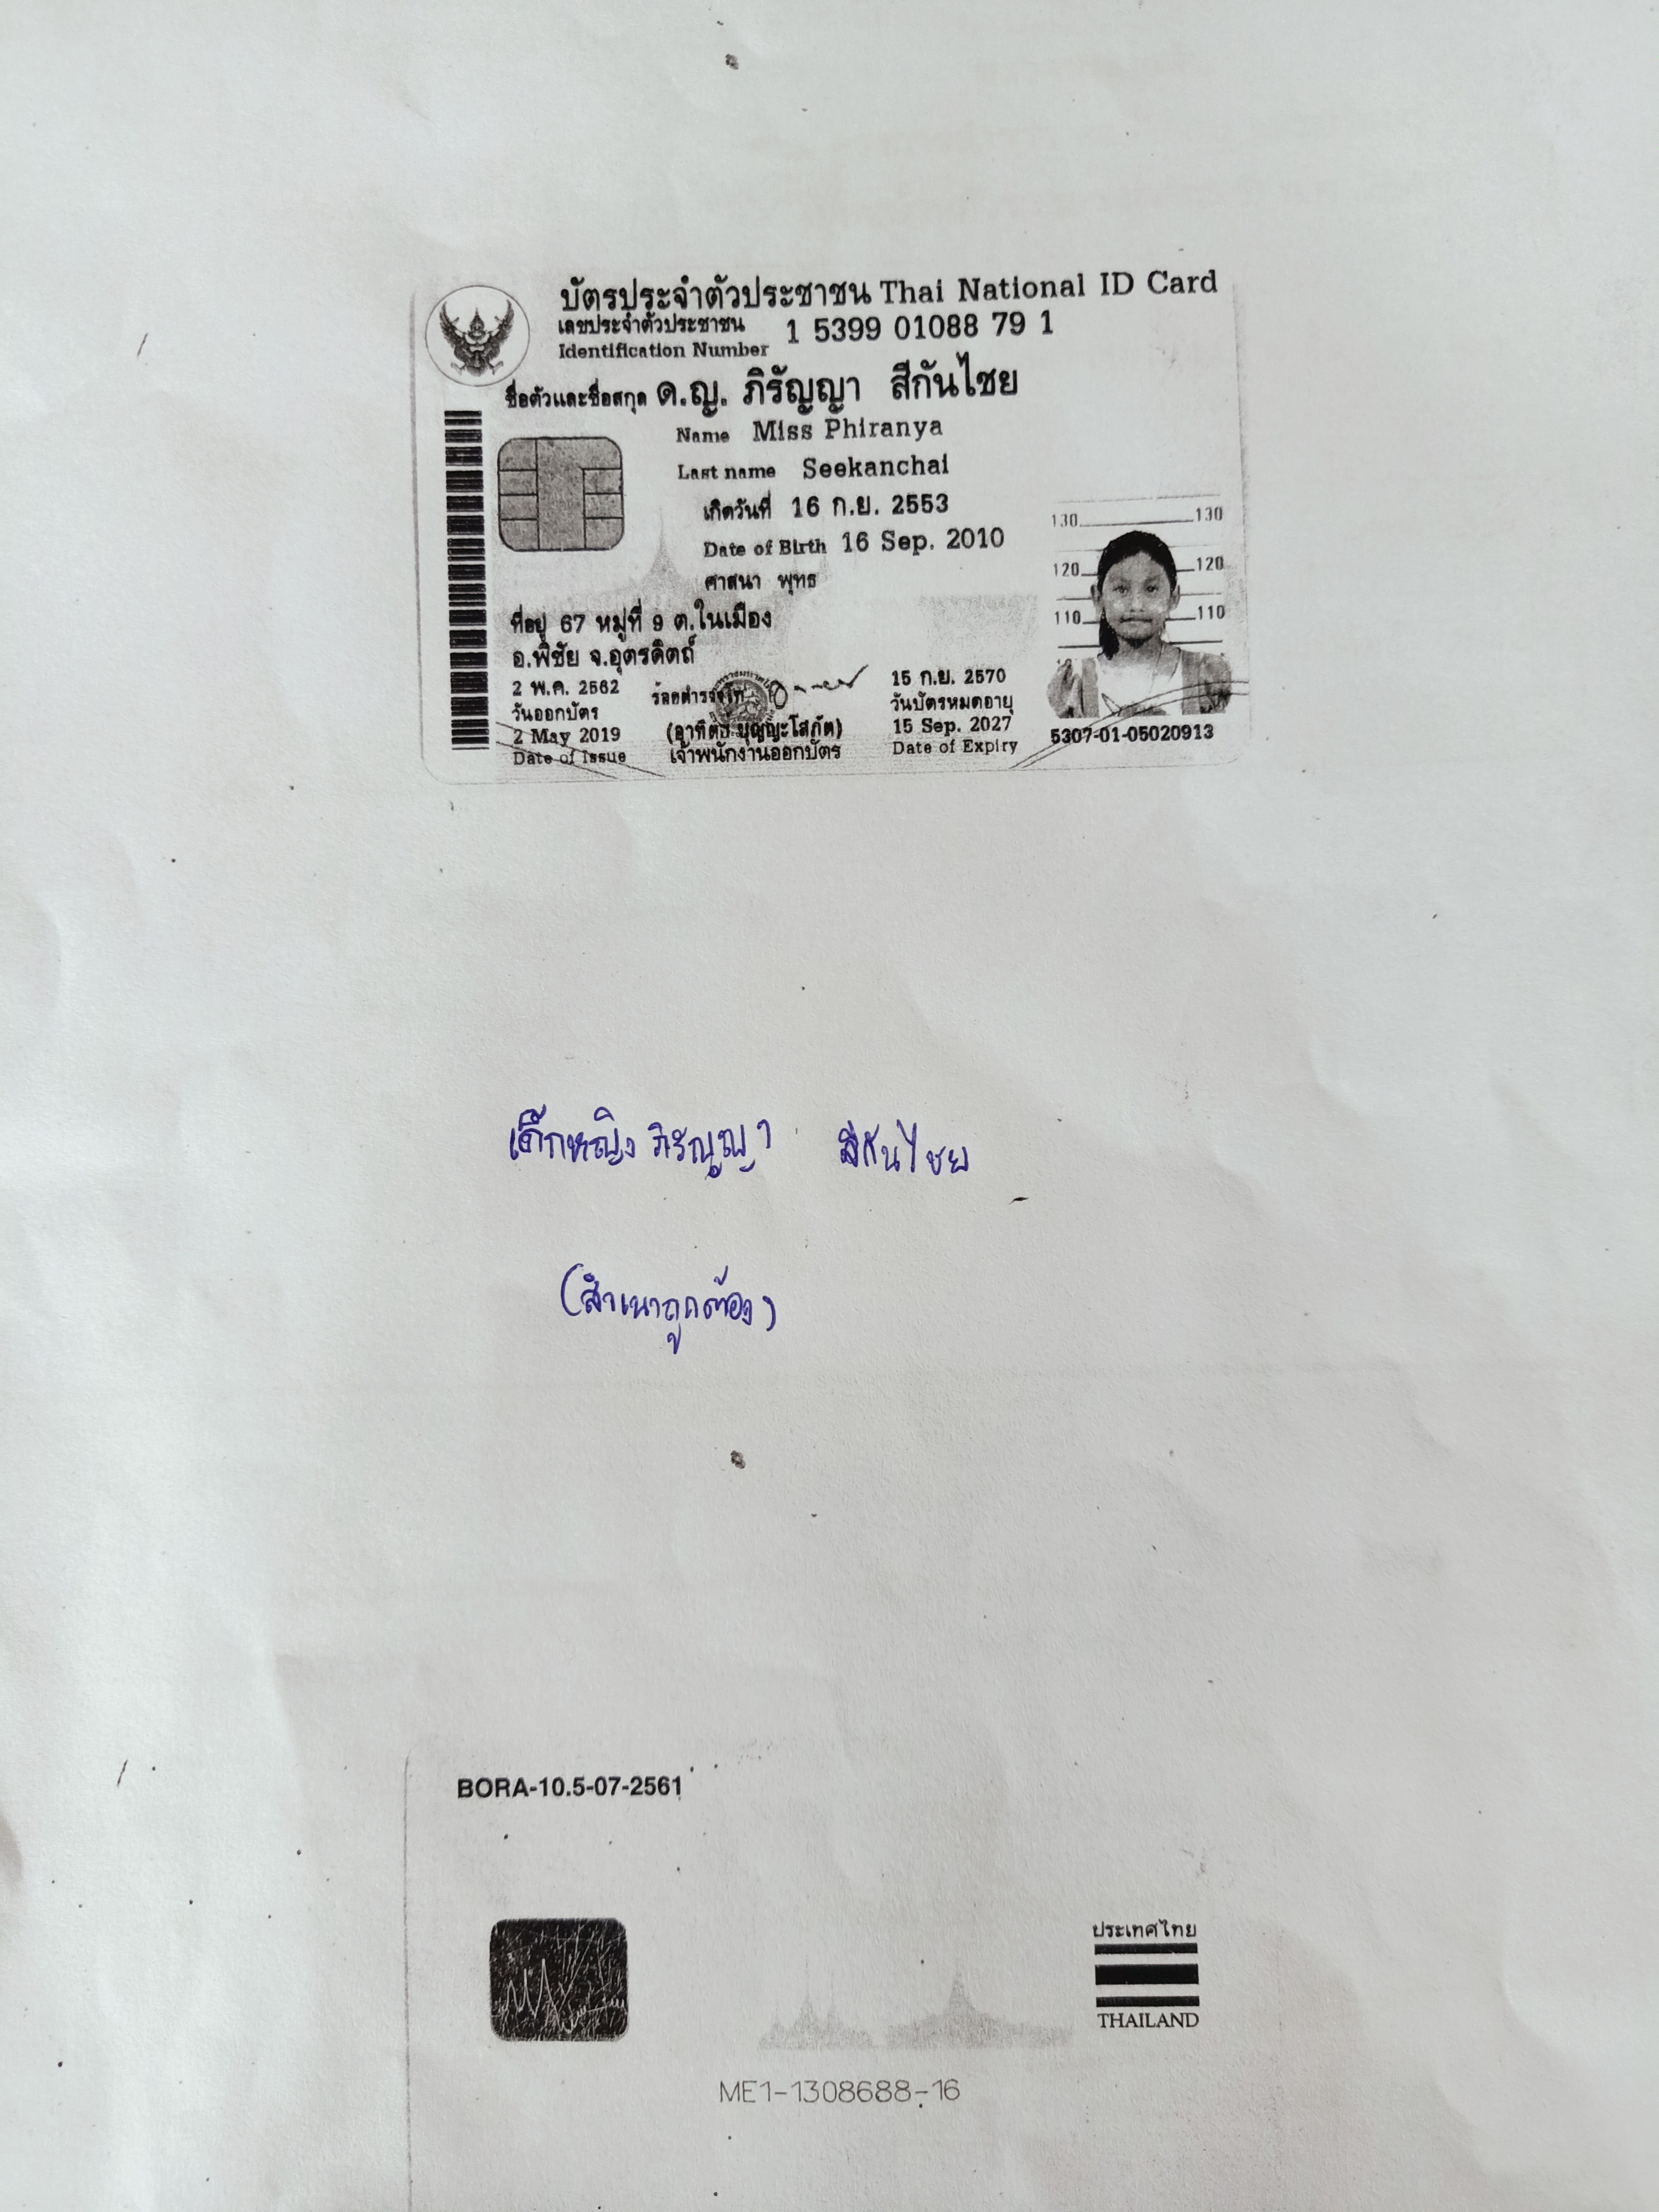 บัตรประจำตัวประชาชน Thai National ID Card
เลขประจำตัวประชาชน 1 5399 01088 79 1
Identification Number
ชื่อตัวและชื่อสกุล ด.ญ. ภิรัญญา สีกันไชย
Name Miss Phiranya
Last name Seekanchai
เกิดวันที่ 16 ก.ย. 2553
Date of Birth 16 Sep. 2010
ศาสนา พุทธ
130 130
120 120
110 110
ที่อยู่ 67 หมู่ที่ 9 ต.ในเมือง
อ.พิชัย จ.อุตรดิตถ์
2 พ.ค. 2562
วันออกบัตร
2 May 2019
Date of Issue
ร้อยตำรวจโท
เจ้าพนักงานออกบัตร
15 ก.ย. 2570
วันบัตรหมดอายุ
15 Sep. 2027
Date of Expiry
5307-01-05020913
เด็กหญิง ภิรัญญา สีกันไชย
(สำเนาถูกต้อง)
BORA-10.5-07-2561
ประเทศไทย
THAILAND
ME1-1308688-16